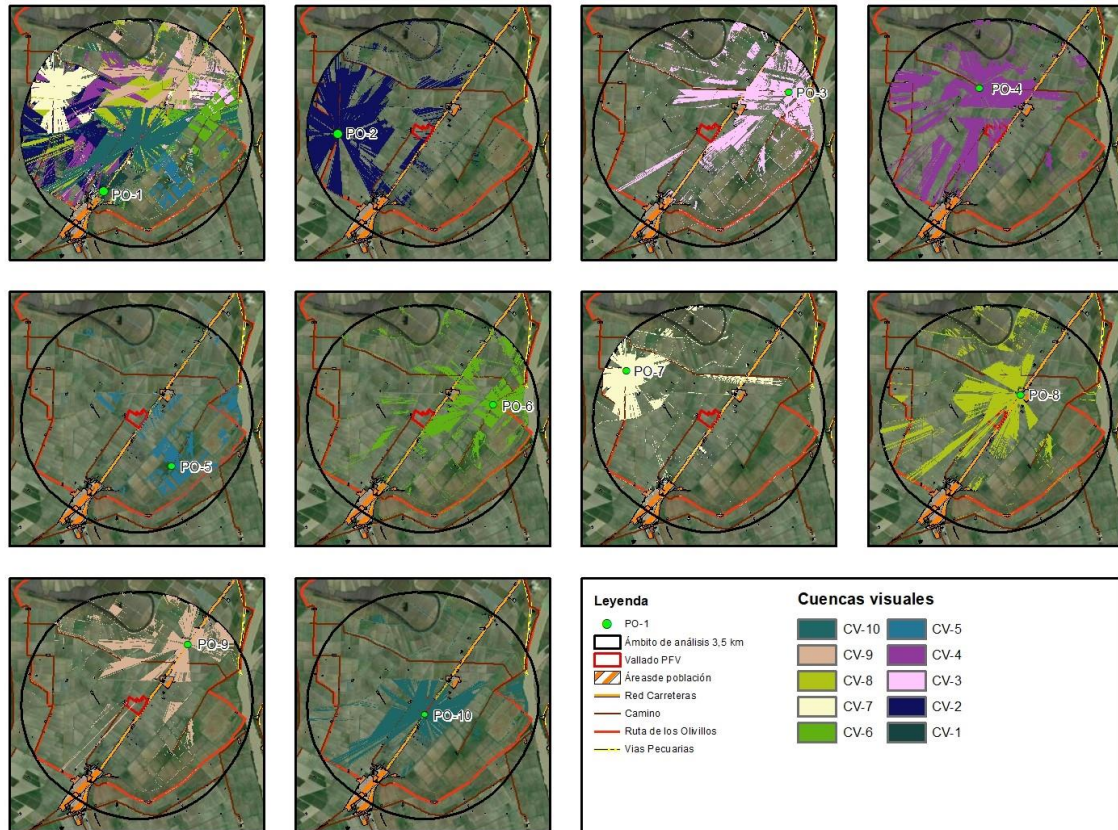 PO-1
PO-2
PO-3
PO-4
PO-5
PO-6
PO-7
PO-8
PO-9
PO-10
Leyenda
PO-1
Ámbito de análisis 3,5 km
Vallado PFV
Áreasde población
Red Carreteras
Camino
Ruta de los Olivillos
Vias Pecuarias
Cuencas visuales
CV-10 CV-5
CV-9 CV-4
CV-8 CV-3
CV-7 CV-2
CV-6 CV-1